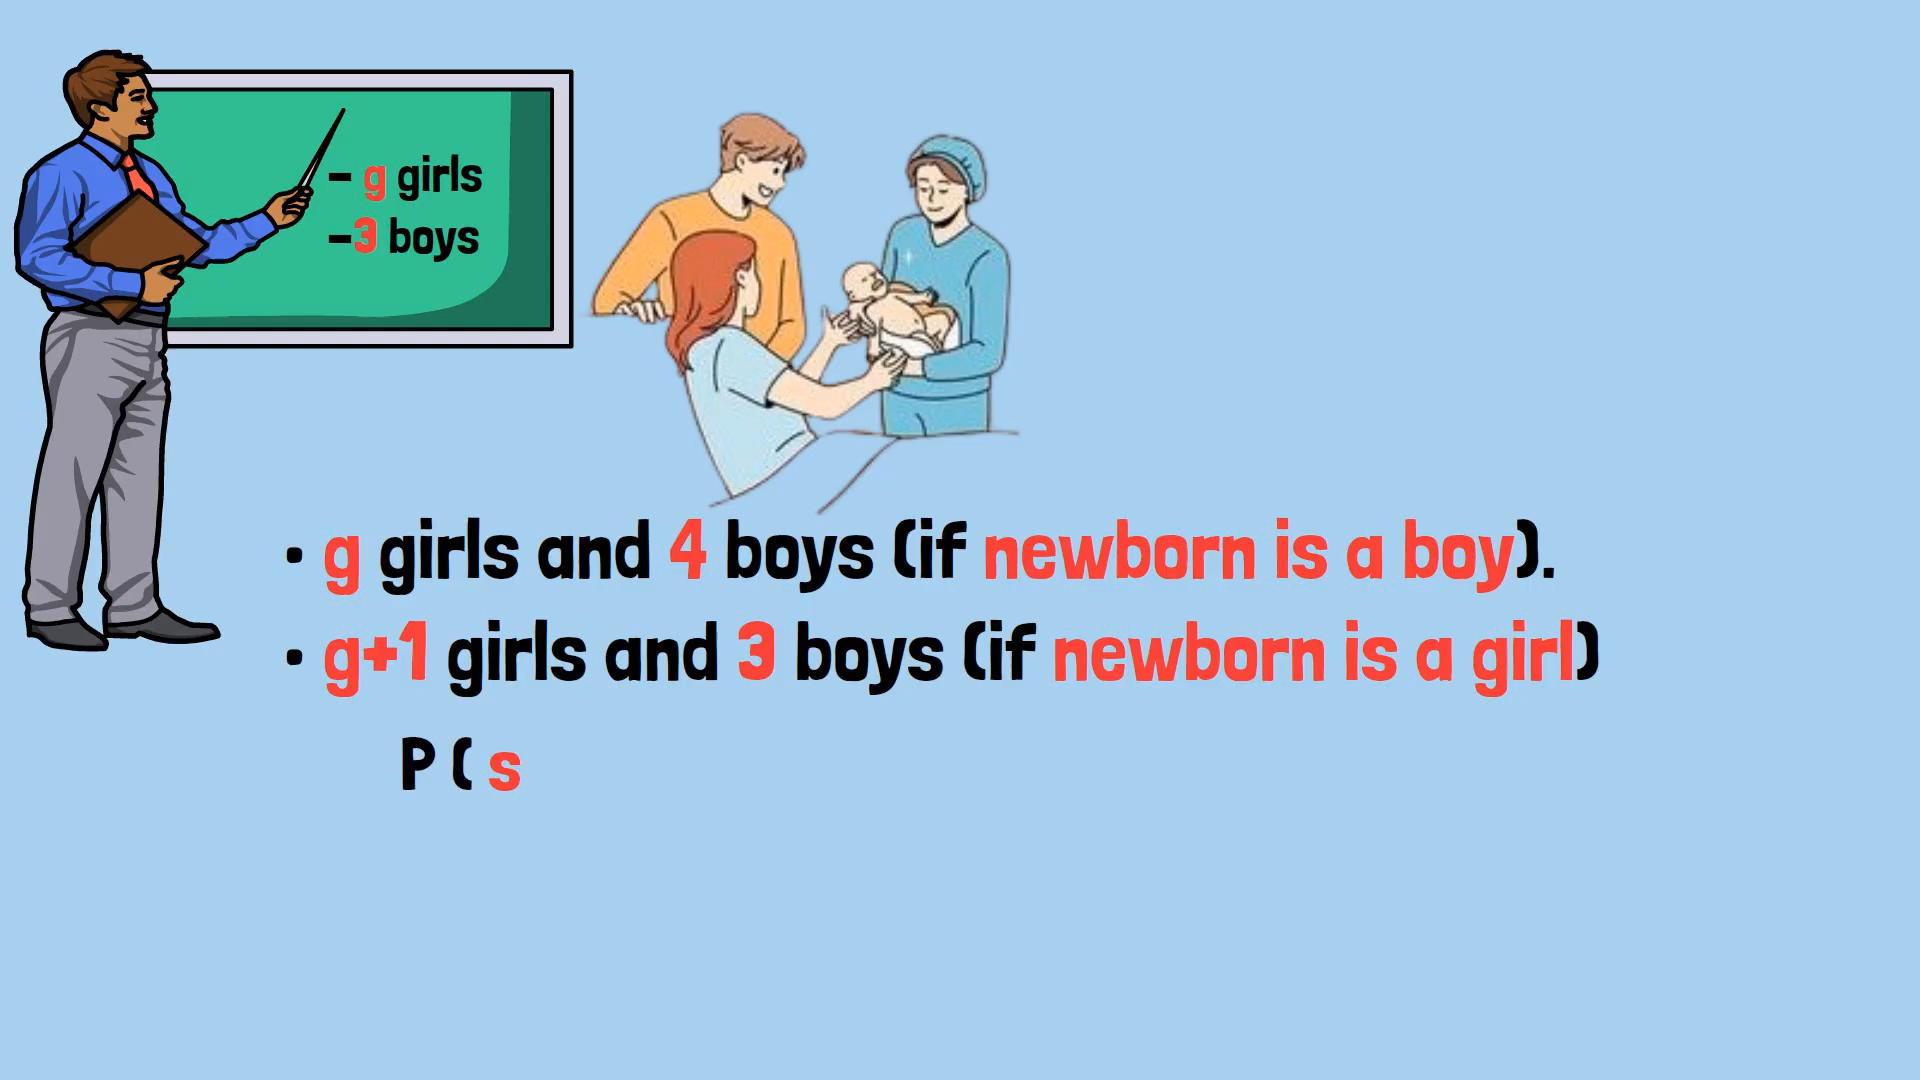 - g girls
-3 boys
• g girls and 4 boys (if newborn is a boy).
• g+1 girls and 3 boys (if newborn is a girl)
P ( s